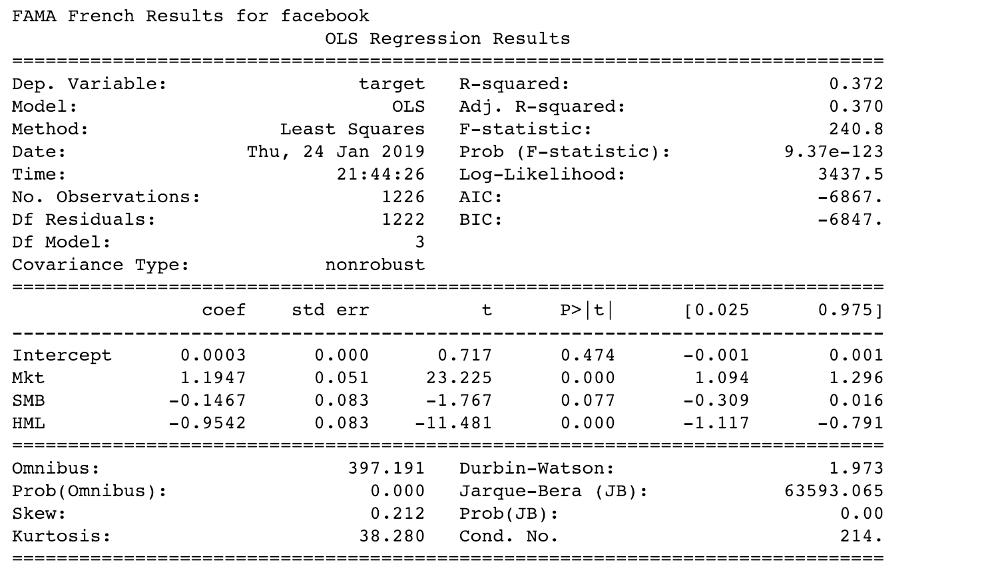 FAMA French Results for facebook
OLS Regression Results
==============================================================================
Dep. Variable: target R-squared: 0.372
Model: OLS Adj. R-squared: 0.370
Method: Least Squares F-statistic: 240.8
Date: Thu, 24 Jan 2019 Prob (F-statistic): 9.37e-123
Time: 21:44:26 Log-Likelihood: 3437.5
No. Observations: 1226 AIC: -6867.
Df Residuals: 1222 BIC: -6847.
Df Model: 3
Covariance Type: nonrobust
==============================================================================
coef std err t P>|t| [0.025 0.975]
------------------------------------------------------------------------------
Intercept 0.0003 0.000 0.717 0.474 -0.001 0.001
Mkt 1.1947 0.051 23.225 0.000 1.094 1.296
SMB -0.1467 0.083 -1.767 0.077 -0.309 0.016
HML -0.9542 0.083 -11.481 0.000 -1.117 -0.791
==============================================================================
Omnibus: 397.191 Durbin-Watson: 1.973
Prob(Omnibus): 0.000 Jarque-Bera (JB): 63593.065
Skew: 0.212 Prob(JB): 0.00
Kurtosis: 38.280 Cond. No. 214.
==============================================================================